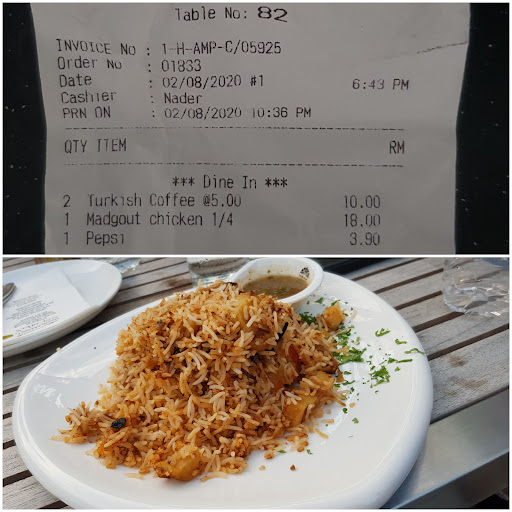 Table No: 82
INVOICE No : 1-H-AMP-C/05925
Order No : 01833
Date : 02/08/2020 #1 6:43 PM
Cashier : Nader
PRN ON : 02/08/2020 10:36 PM
QTY ITEM RM
*** Dine In ***
2 Turkish Coffee @5.00 10.00
1 Madgout chicken 1/4 18.00
1 Pepsi 3.90